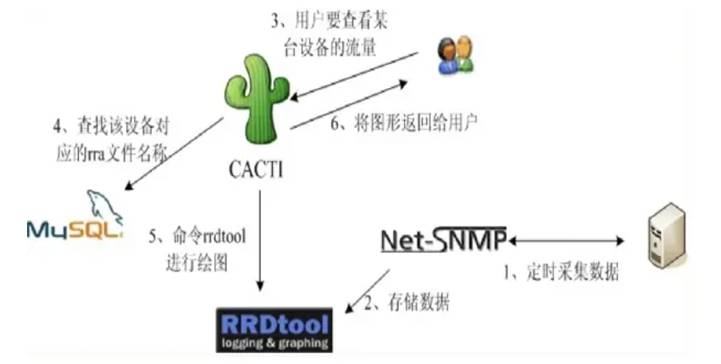 3、用户要查看某
台设备的流量
4、查找该设备对
应的rra文件名称
6、将图形返回给用户
CACTI
MySQL
5、命令rrdtool
进行绘图
Net-SNMP
1、定时采集数据
2、存储数据
RRDtool
logging & graphing